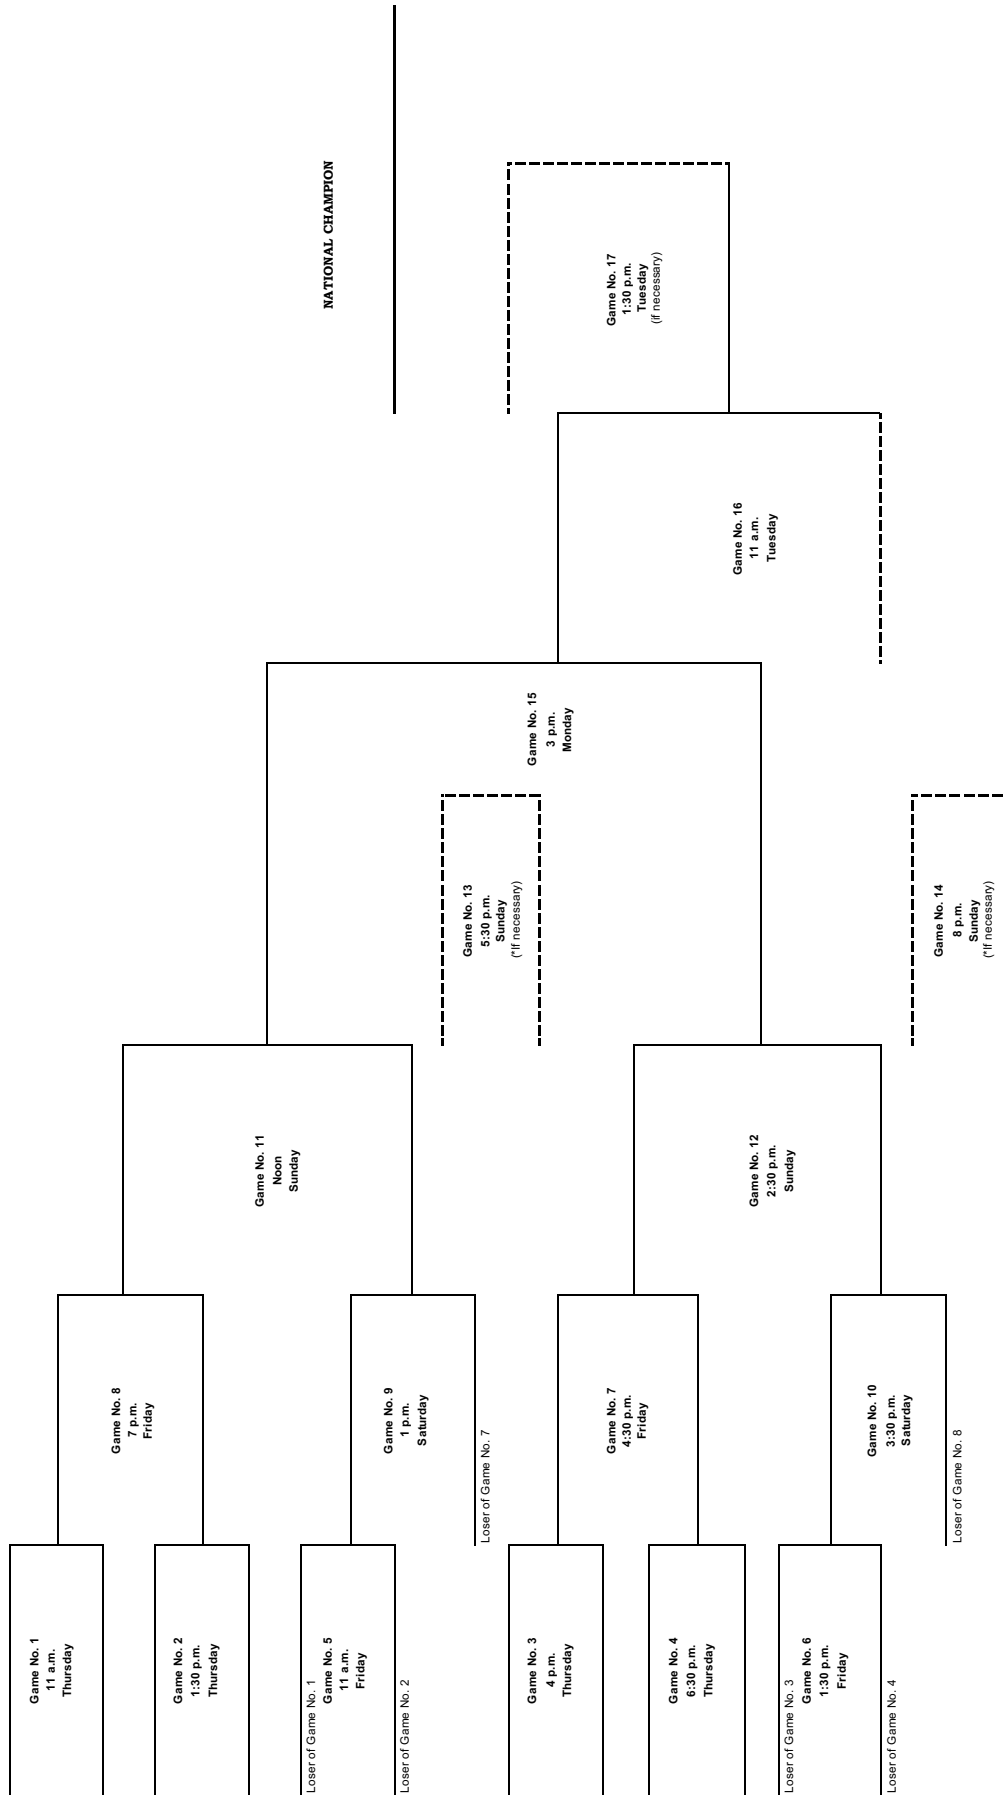 Game No. 1
11 a.m.
Thursday
Game No. 2
1:30 p.m.
Thursday
Loser of Game No. 1
Game No. 5
11 a.m.
Friday
Loser of Game No. 2
Game No. 3
4 p.m.
Thursday
Game No. 4
6:30 p.m.
Thursday
Loser of Game No. 3
Game No. 6
1:30 p.m.
Friday
Loser of Game No. 4
Game No. 8
7 p.m.
Friday
Game No. 9
1 p.m.
Saturday
Loser of Game No. 7
Game No. 7
4:30 p.m.
Friday
Game No. 10
3:30 p.m.
Saturday
Loser of Game No. 8
Game No. 11
Noon
Sunday
Game No. 12
2:30 p.m.
Sunday
Game No. 13
5:30 p.m.
Sunday
(*If necessary)
Game No. 14
8 p.m.
Sunday
(*If necessary)
Game No. 15
3 p.m.
Monday
Game No. 16
11 a.m.
Tuesday
Game No. 17
1:30 p.m.
Tuesday
(if necessary)
NATIONAL CHAMPION